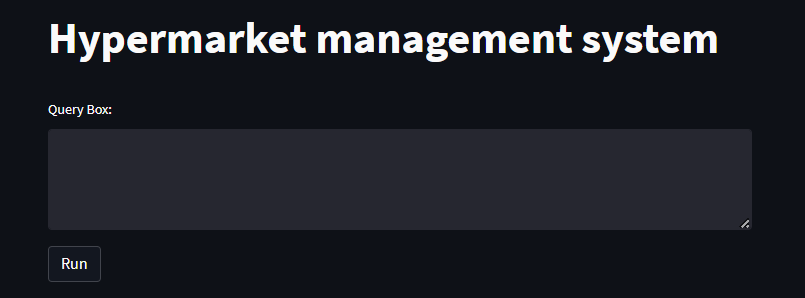 Hypermarket management system
Query Box:
Run